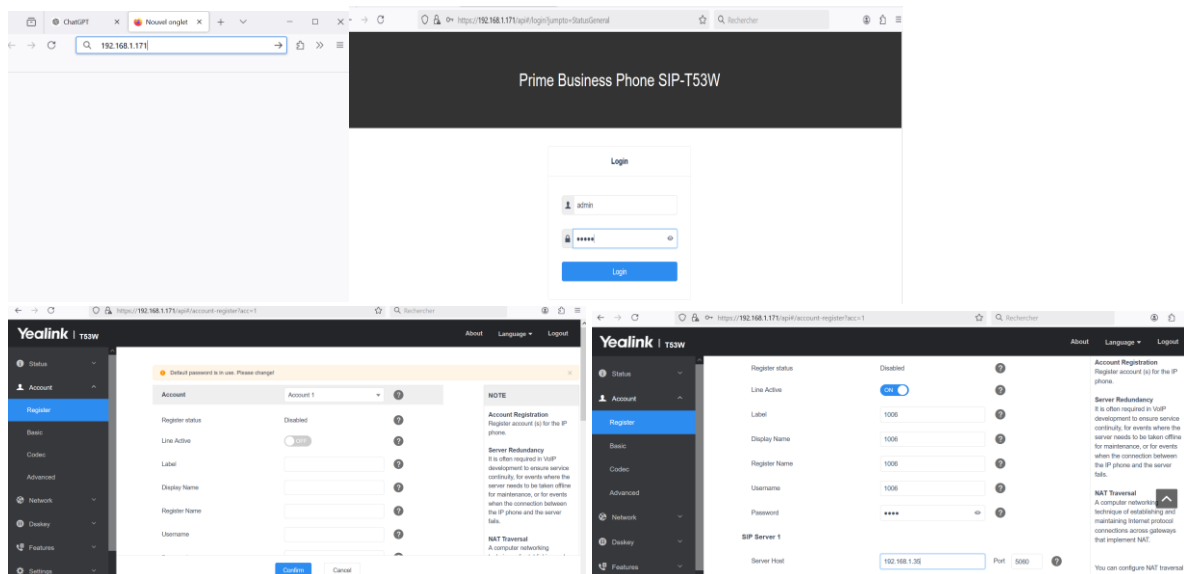 ChatGPT
Nouvel onglet
192.168.1.171
https://192.168.1.171/api#/login?jumpto=StatusGeneral
Rechercher
Prime Business Phone SIP-T53W
Login
admin
•••••
Login
https://192.168.1.171/api#/account-register?acc=1
Rechercher
Yealink | T53W
About Language Logout
Status
Account
Register
Basic
Codec
Advanced
Network
Dsskey
Features
Settings
Default password is in use. Please change!
Account Account 1
Register status Disabled
Line Active OFF
Label
Display Name
Register Name
Username
Confirm Cancel
NOTE
Account Registration
Register account (s) for the IP
phone.
Server Redundancy
It is often required in VoIP
development to ensure service
continuity, for events where the
server needs to be taken offline
for maintenance, or for events
when the connection between
the IP phone and the server
fails.
NAT Traversal
A computer networking
https://192.168.1.171/api#/account-register?acc=1
Rechercher
Yealink | T53W
About Language Logout
Status
Account
Register
Basic
Codec
Advanced
Network
Dsskey
Features
Register status Disabled
Line Active ON
Label 1006
Display Name 1006
Register Name 1006
Username 1006
Password ••••
SIP Server 1
Server Host 192.168.1.35 Port 5060
Account Registration
Register account (s) for the IP
phone.
Server Redundancy
It is often required in VoIP
development to ensure service
continuity, for events where the
server needs to be taken offline
for maintenance, or for events
when the connection between
the IP phone and the server
fails.
NAT Traversal
A computer networking
technique of establishing and
maintaining Internet protocol
connections across gateways
that implement NAT.
You can configure NAT traversal